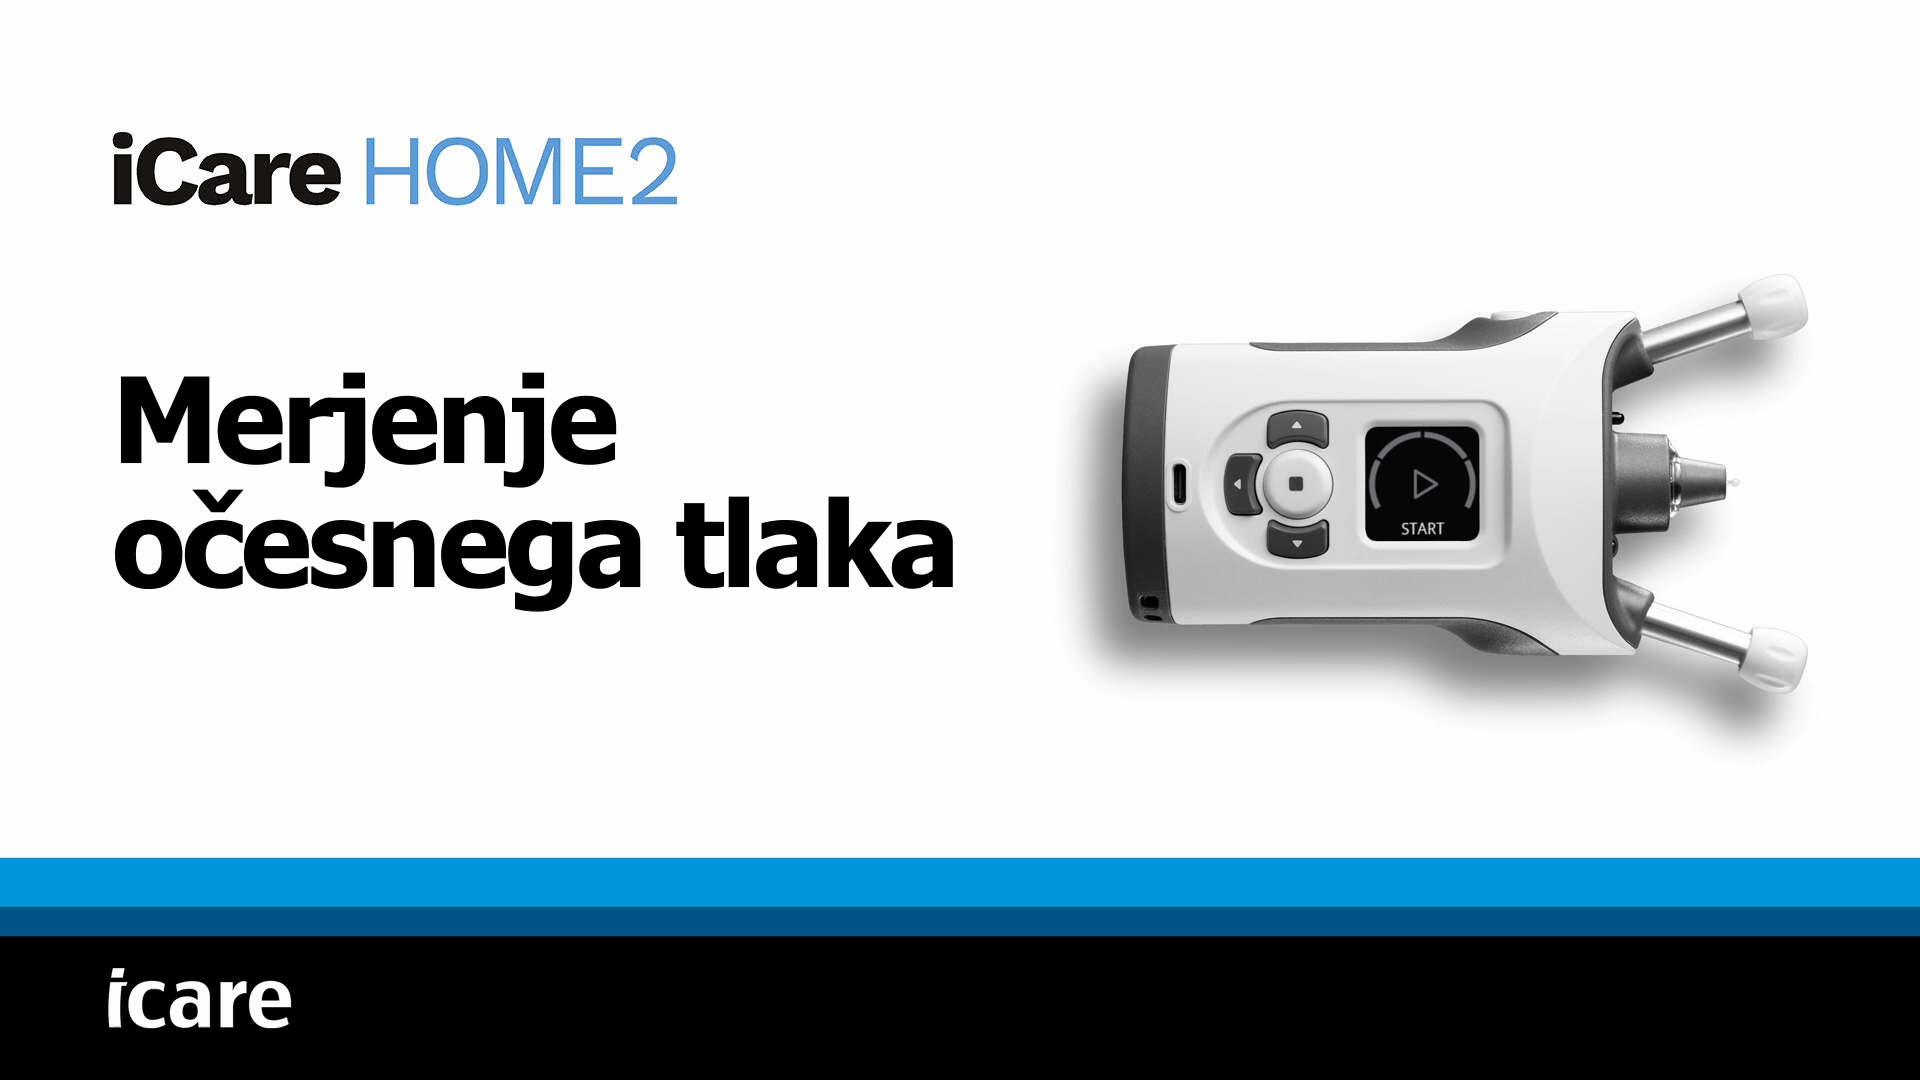 iCare HOME2
Merjenje
očesnega tlaka
START
icare